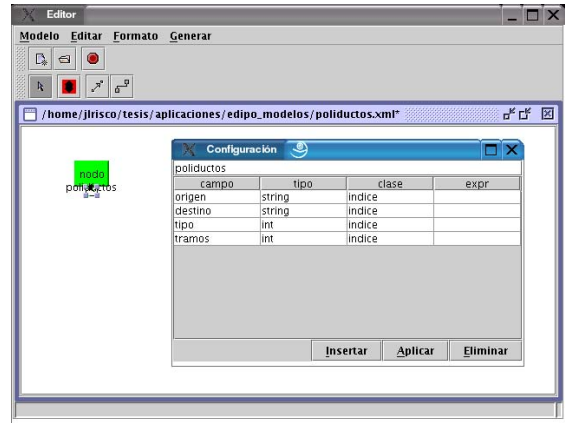 Editor
Modelo Editar Formato Generar
/home/jlrisco/tesis/aplicaciones/edipo_modelos/poliductos.xml*
Configuración
poliductos
campo tipo clase expr
origen string indice
destino string indice
tipo int indice
tramos int indice
Insertar Aplicar Eliminar
nodo
poliductos